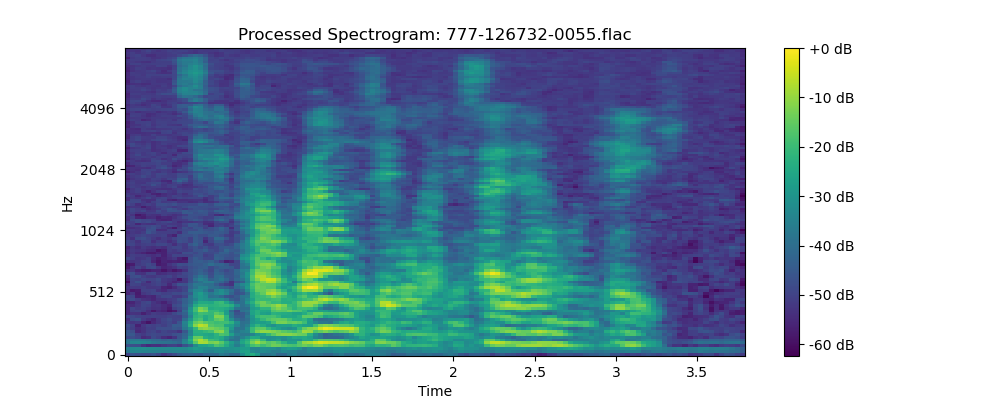 Processed Spectrogram: 777-126732-0055.flac
Hz
4096
2048
1024
512
0
0
0.5
1
1.5
2
2.5
3
3.5
Time
+0 dB
-10 dB
-20 dB
-30 dB
-40 dB
-50 dB
-60 dB